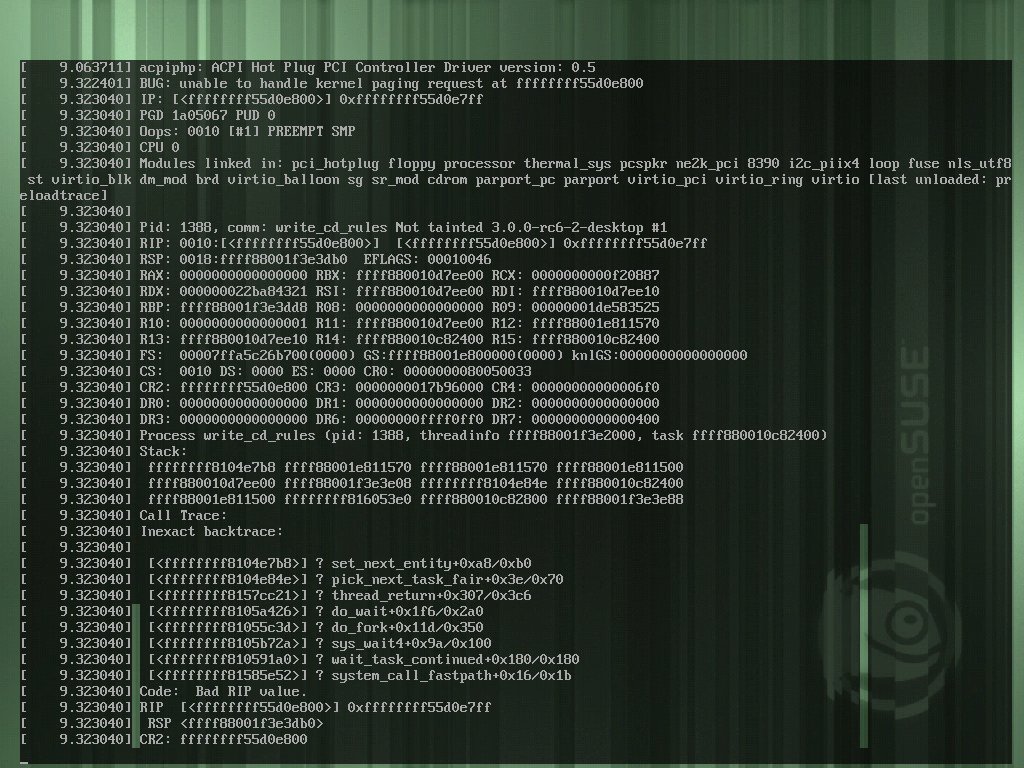 [    9.063711] acpiphp: ACPI Hot Plug PCI Controller Driver version: 0.5
[    9.322401] BUG: unable to handle kernel paging request at ffffffff55d0e800
[    9.323040] IP: [<ffffffff55d0e800>] 0xffffffff55d0e7ff
[    9.323040] PGD 1a05067 PUD 0
[    9.323040] Oops: 0010 [#1] PREEMPT SMP
[    9.323040] CPU 0
[    9.323040] Modules linked in: pci_hotplug floppy processor thermal_sys pcspkr ne2k_pci 8390 i2c_piix4 loop fuse nls_utf8
 st virtio_blk dm_mod brd virtio_balloon sg sr_mod cdrom parport_pc parport virtio_pci virtio_ring virtio [last unloaded: pr
eloadtrace]
[    9.323040]
[    9.323040] Pid: 1388, comm: write_cd_rules Not tainted 3.0.0-rc6-2-desktop #1
[    9.323040] RIP: 0010:[<ffffffff55d0e800>]  [<ffffffff55d0e800>] 0xffffffff55d0e7ff
[    9.323040] RSP: 0018:ffff88001f3e3db0  EFLAGS: 00010046
[    9.323040] RAX: 0000000000000000 RBX: ffff880010d7ee00 RCX: 0000000000f20887
[    9.323040] RDX: 000000022ba84321 RSI: ffff880010d7ee00 RDI: ffff880010d7ee10
[    9.323040] RBP: ffff88001f3e3dd8 R08: 0000000000000000 R09: 00000001de583525
[    9.323040] R10: 0000000000000001 R11: ffff880010d7ee00 R12: ffff88001e811570
[    9.323040] R13: ffff880010d7ee10 R14: ffff880010c82400 R15: ffff880010c82400
[    9.323040] FS:  00007ffa5c26b700(0000) GS:ffff88001e800000(0000) knlGS:0000000000000000
[    9.323040] CS:  0010 DS: 0000 ES: 0000 CR0: 0000000080050033
[    9.323040] CR2: ffffffff55d0e800 CR3: 0000000017b96000 CR4: 00000000000006f0
[    9.323040] DR0: 0000000000000000 DR1: 0000000000000000 DR2: 0000000000000000
[    9.323040] DR3: 0000000000000000 DR6: 00000000ffff0ff0 DR7: 0000000000000400
[    9.323040] Process write_cd_rules (pid: 1388, threadinfo ffff88001f3e2000, task ffff880010c82400)
[    9.323040] Stack:
[    9.323040]  ffffffff8104e7b8 ffff88001e811570 ffff88001e811570 ffff88001e811500
[    9.323040]  ffff880010d7ee00 ffff88001f3e3e08 ffffffff8104e84e ffff880010c82400
[    9.323040]  ffff88001e811500 ffffffff816053e0 ffff880010c82800 ffff88001f3e3e88
[    9.323040] Call Trace:
[    9.323040] Inexact backtrace:
[    9.323040]
[    9.323040]  [<ffffffff8104e7b8>] ? set_next_entity+0xa8/0xb0
[    9.323040]  [<ffffffff8104e84e>] ? pick_next_task_fair+0x3e/0x70
[    9.323040]  [<ffffffff8157cc21>] ? thread_return+0x307/0x3c6
[    9.323040]  [<ffffffff8105a426>] ? do_wait+0x1f6/0x2a0
[    9.323040]  [<ffffffff81055c3d>] ? do_fork+0x11d/0x350
[    9.323040]  [<ffffffff8105b72a>] ? sys_wait4+0x9a/0x100
[    9.323040]  [<ffffffff810591a0>] ? wait_task_continued+0x180/0x180
[    9.323040]  [<ffffffff81585e52>] ? system_call_fastpath+0x16/0x1b
[    9.323040] Code:  Bad RIP value.
[    9.323040] RIP  [<ffffffff55d0e800>] 0xffffffff55d0e7ff
[    9.323040]  RSP <ffff88001f3e3db0>
[    9.323040] CR2: ffffffff55d0e800
openSUSE